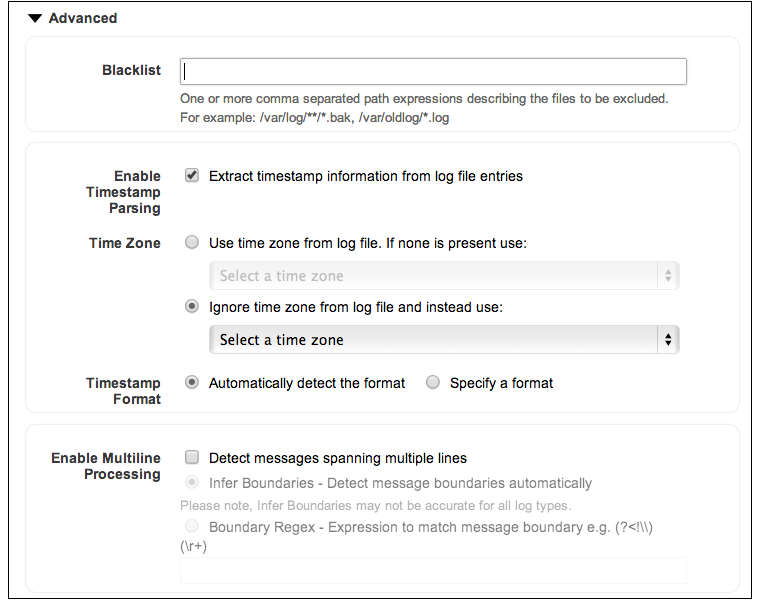 Advanced
Blacklist
One or more comma separated path expressions describing the files to be excluded.
For example: /var/log/**/*.bak, /var/oldlog/*.log
Enable
Timestamp
Parsing
Extract timestamp information from log file entries
Time Zone
Use time zone from log file. If none is present use:
Select a time zone
Ignore time zone from log file and instead use:
Select a time zone
Timestamp
Format
Automatically detect the format
Specify a format
Enable Multiline
Processing
Detect messages spanning multiple lines
Infer Boundaries - Detect message boundaries automatically
Please note, Infer Boundaries may not be accurate for all log types.
Boundary Regex - Expression to match message boundary e.g. (?<!\\)
(\r+)